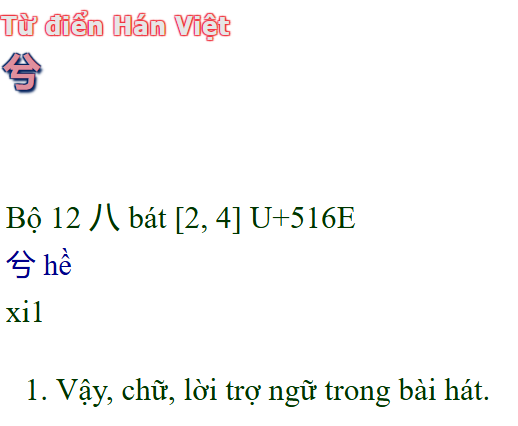 Từ điển Hán Việt
兮
Bộ 12 八 bát [2, 4] U+516E
兮 hề
xi1
1. Vậy, chữ, lời trợ ngữ trong bài hát.